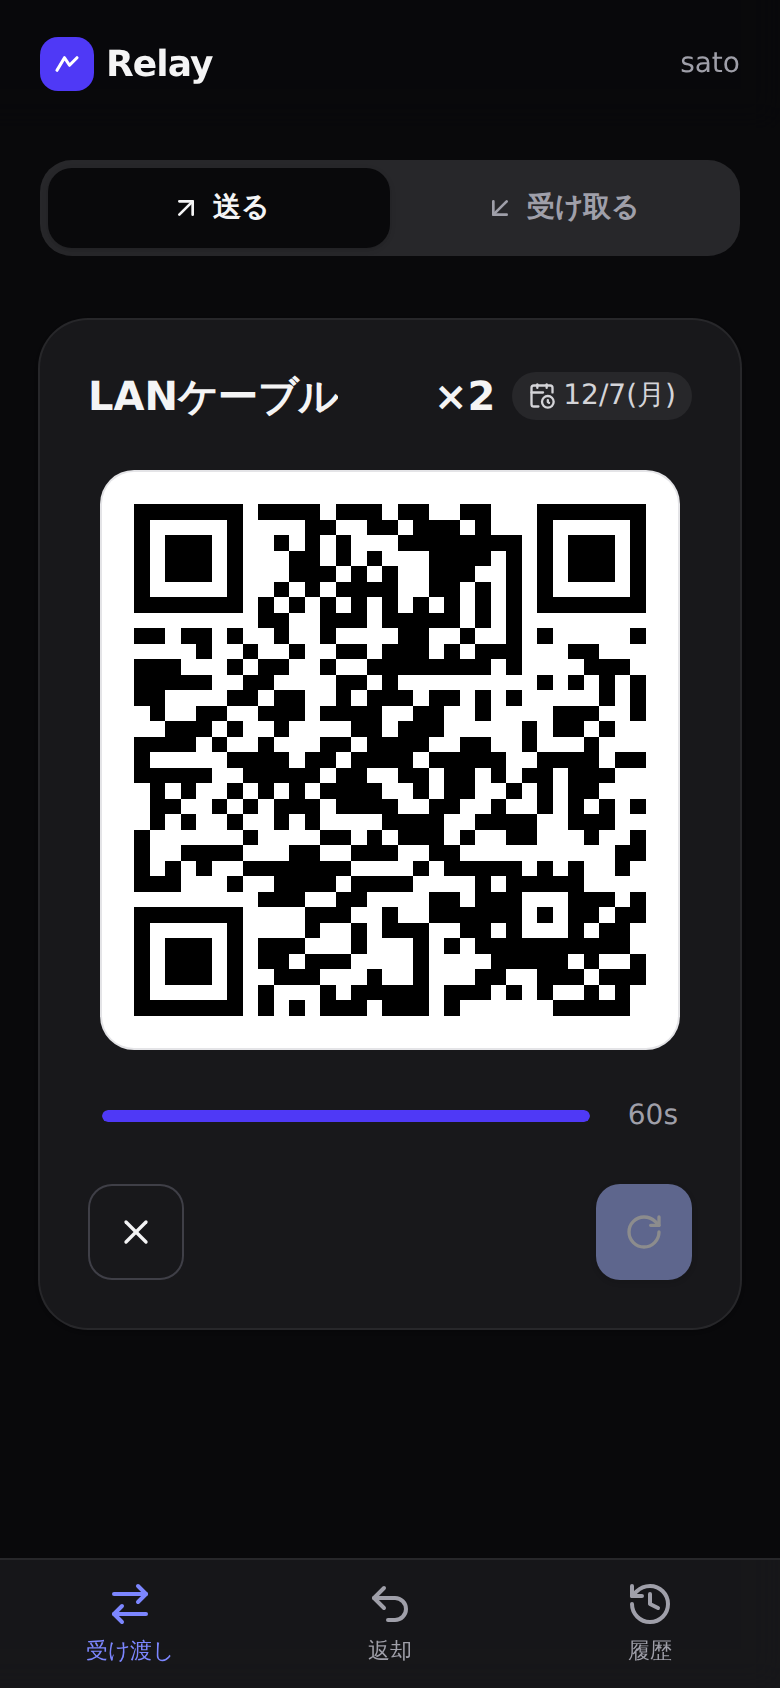 Relay
sato
送る
受け取る
LANケーブル ×2 12/7(月)
60s
受け渡し
返却
履歴